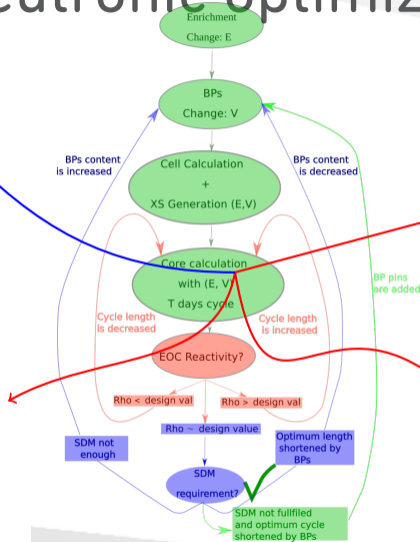 Enrichment
Change: E
BPs
Change: V
BPs content
is increased
BPs content
is decreased
Cell Calculation
+
XS Generation (E,V)
Core calculation
with (E, V)
T days cycle
BP pins
are added
Cycle length
is decreased
Cycle length
is increased
EOC Reactivity?
Rho < design val
Rho > design val
Rho ~ design value
SDM not
enough
Optimum length
shortened by
BPs
SDM
requirement?
SDM not fullfiled
and optimum cycle
shortened by BPs